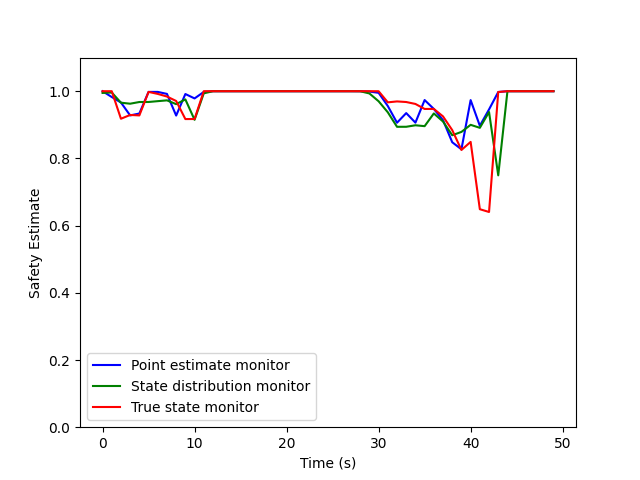 1.0
0.8
0.6
0.4
0.2
0.0
Safety Estimate
Point estimate monitor
State distribution monitor
True state monitor
0 10 20 30 40 50
Time (s)